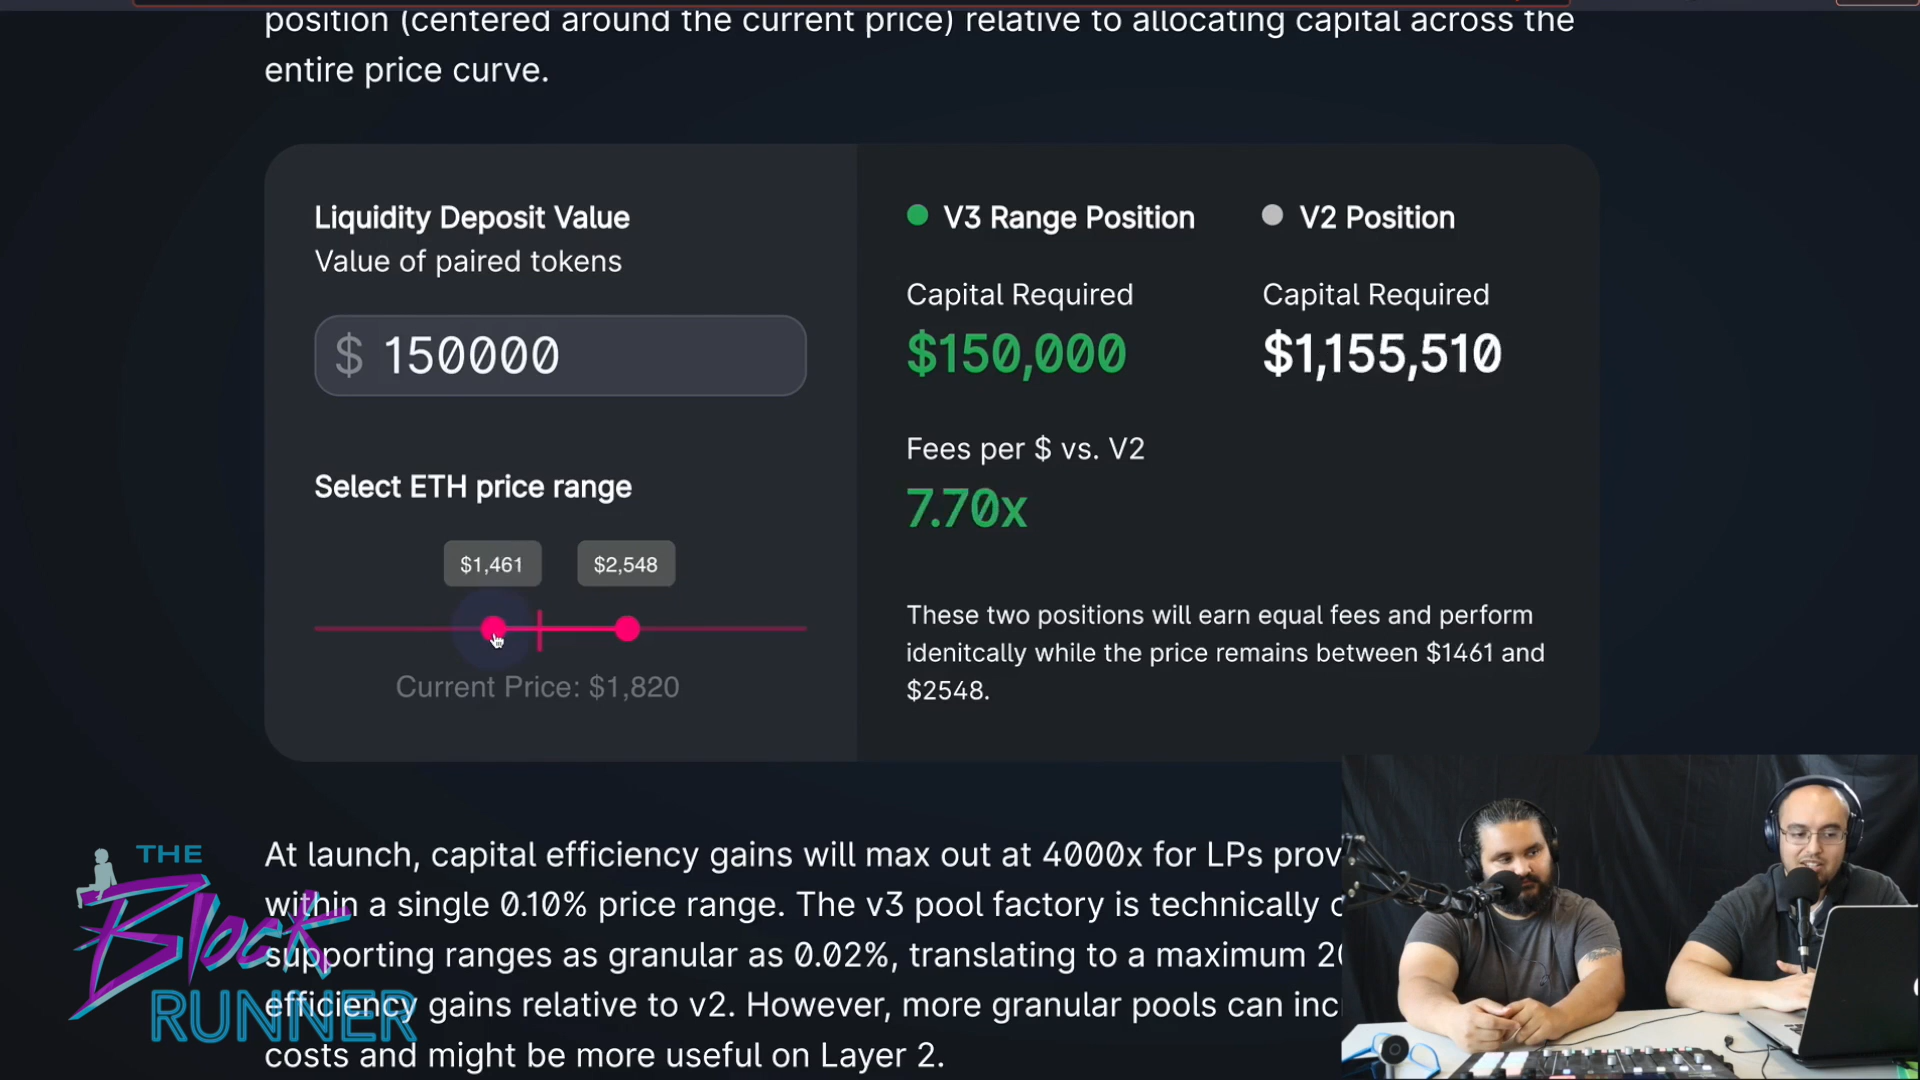 position (centered around the current price) relative to allocating capital across the
entire price curve.
Liquidity Deposit Value
Value of paired tokens
$ 150000
Select ETH price range
$1,461
$2,548
Current Price: $1,820
V3 Range Position
Capital Required
$150,000
Fees per $ vs. V2
7.70x
V2 Position
Capital Required
$1,155,510
These two positions will earn equal fees and perform
idenitcally while the price remains between $1461 and
$2548.
At launch, capital efficiency gains will max out at 4000x for LPs prov
within a single 0.10% price range. The v3 pool factory is technically
supporting ranges as granular as 0.02%, translating to a maximum
efficiency gains relative to v2. However, more granular pools can inc
costs and might be more useful on Layer 2.
THE
Block
RUNNER